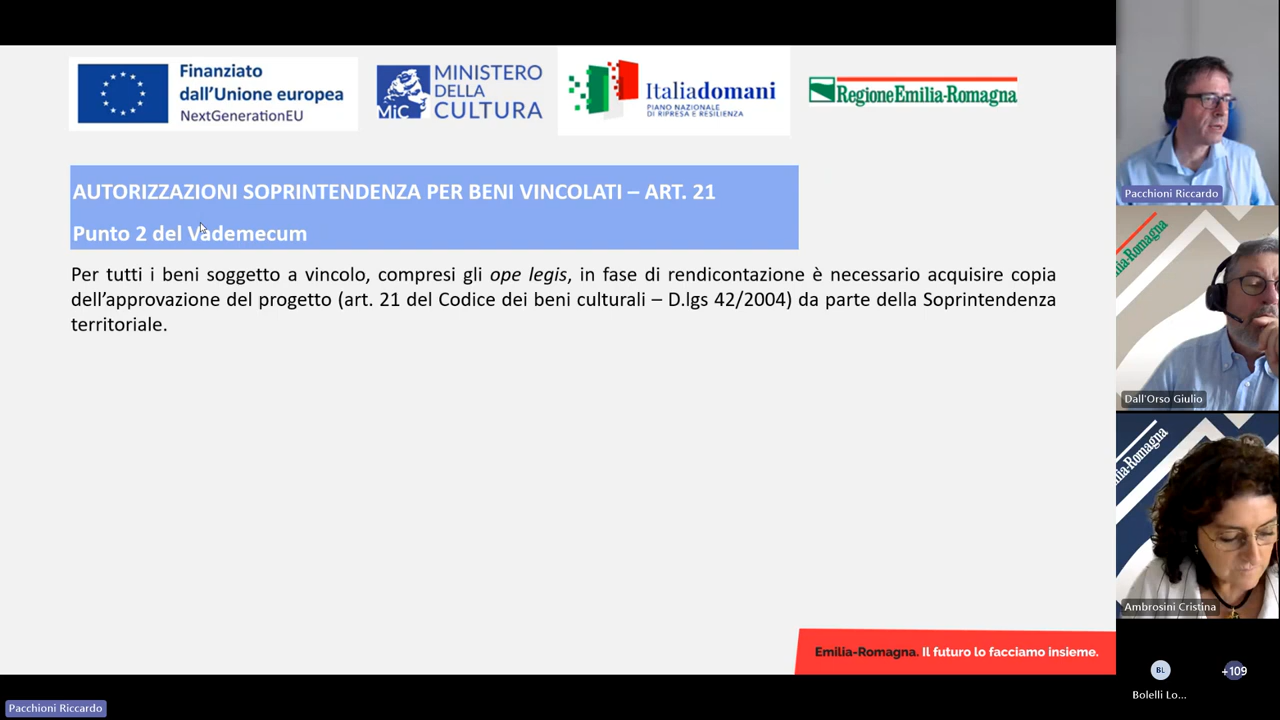 Finanziato
dall'Unione europea
NextGenerationEU
MiC
MINISTERO
DELLA
CULTURA
Italiadomani
PIANO NAZIONALE
DI RIPRESA E RESILIENZA
RegioneEmilia-Romagna
AUTORIZZAZIONI SOPRINTENDENZA PER BENI VINCOLATI – ART. 21
Punto 2 del Vademecum
Per tutti i beni soggetto a vincolo, compresi gli ope legis, in fase di rendicontazione è necessario acquisire copia
dell'approvazione del progetto (art. 21 del Codice dei beni culturali – D.lgs 42/2004) da parte della Soprintendenza
territoriale.
Emilia-Romagna. Il futuro lo facciamo insieme.
Pacchioni Riccardo
Pacchioni Riccardo
ilia-Romagna
Dall'Orso Giulio
ilia-Romagna
Ambrosini Cristina
BL
Bolelli Lo...
+109